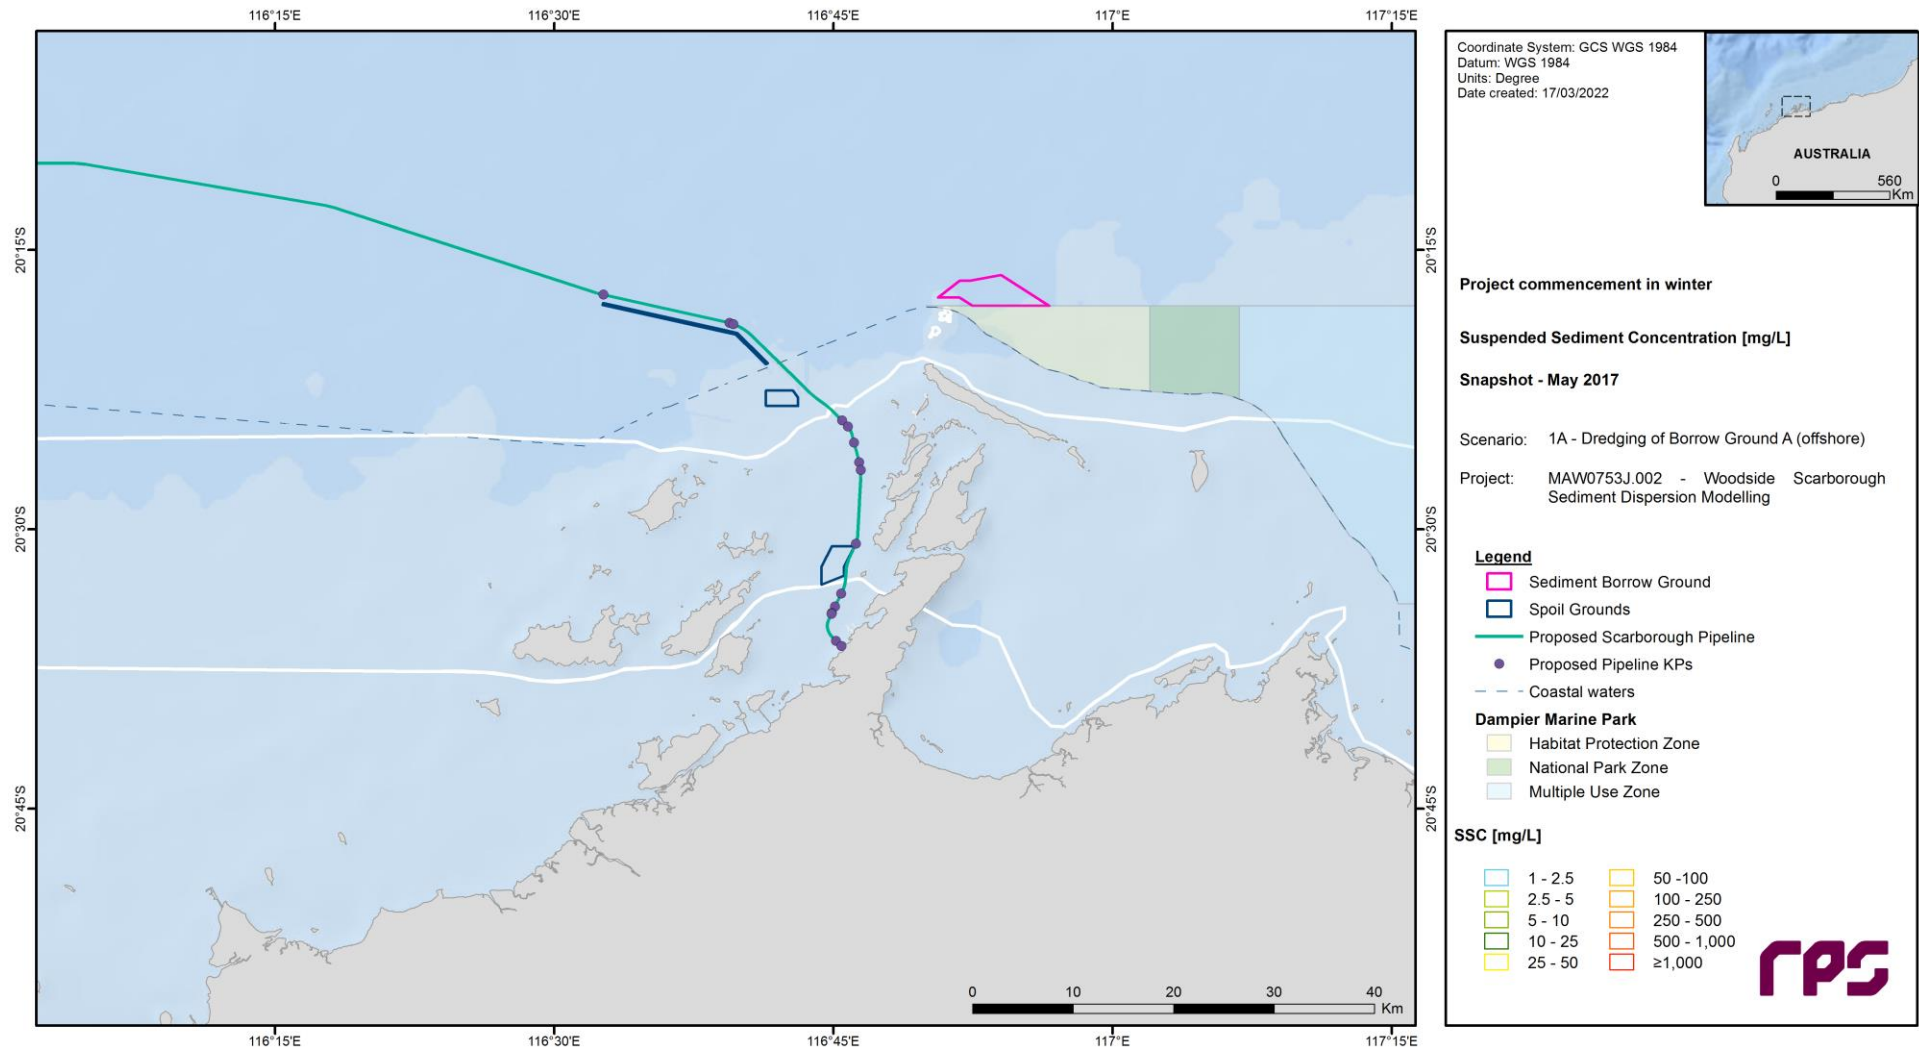 116°15'E
116°30'E
116°45'E
117°E
117°15'E
20°15'S
20°30'S
20°45'S
20°15'S
20°30'S
20°45'S
0 10 20 30 40
Km
116°15'E
116°30'E
116°45'E
117°E
117°15'E
Coordinate System: GCS WGS 1984
Datum: WGS 1984
Units: Degree
Date created: 17/03/2022
AUSTRALIA
0 560
Km
Project commencement in winter
Suspended Sediment Concentration [mg/L]
Snapshot - May 2017
Scenario: 1A - Dredging of Borrow Ground A (offshore)
Project: MAW0753J.002 - Woodside Scarborough
Sediment Dispersion Modelling
Legend
Sediment Borrow Ground
Spoil Grounds
Proposed Scarborough Pipeline
Proposed Pipeline KPs
Coastal waters
Dampier Marine Park
Habitat Protection Zone
National Park Zone
Multiple Use Zone
SSC [mg/L]
1 - 2.5
2.5 - 5
5 - 10
10 - 25
25 - 50
50 -100
100 - 250
250 - 500
500 - 1,000
≥1,000
rps